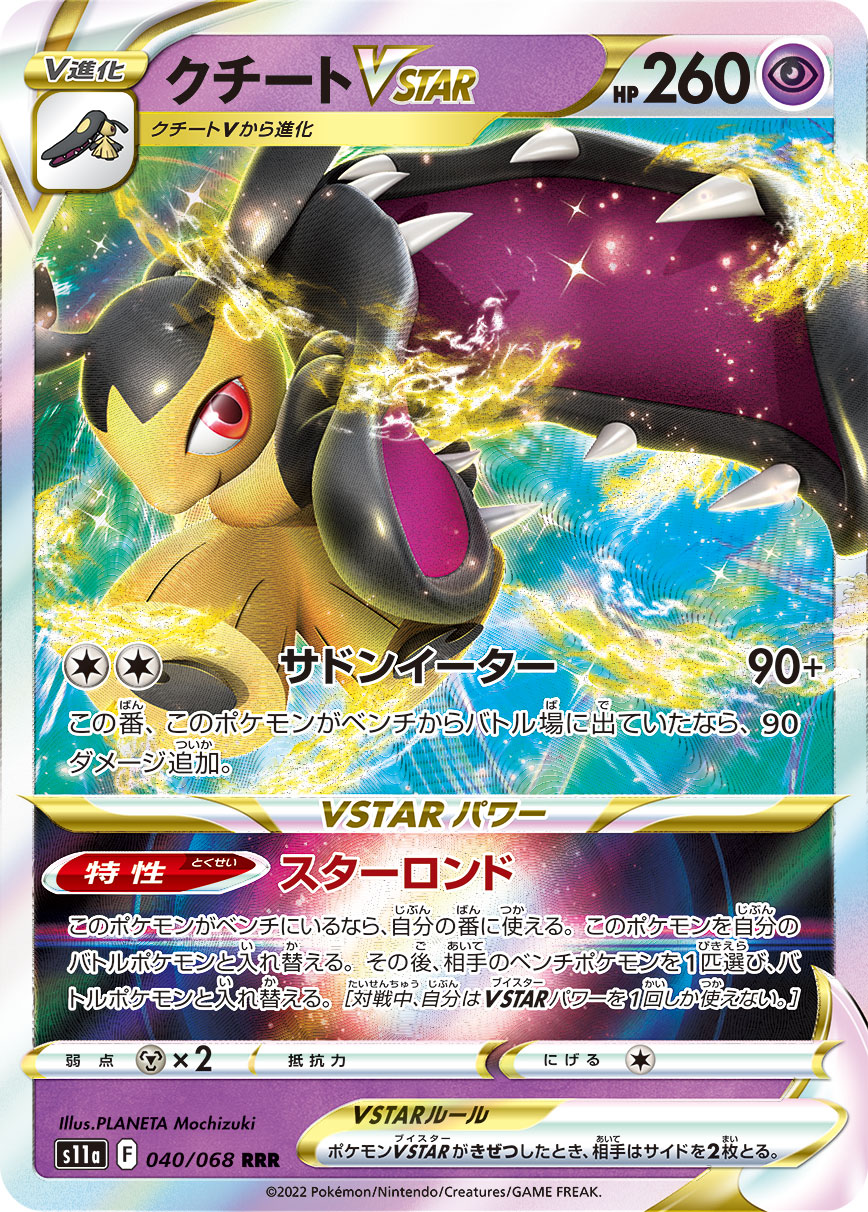 V進化
クチートVSTAR
HP 260
クチートVから進化
サドンイーター 90+
この番、このポケモンがベンチからバトル場に出ていたなら、90
ダメージ追加。
VSTARパワー
特性 スターロンド
このポケモンがベンチにいるなら、自分の番に使える。このポケモンを自分の
バトルポケモンと入れ替える。その後、相手のベンチポケモンを1匹選び、バ
トルポケモンと入れ替える。[対戦中、自分はVSTARパワーを1回しか使えない。]
弱点 ×2 抵抗力 にげる
Illus.PLANETA Mochizuki
VSTARルール
ポケモンVSTARがきぜつしたとき、相手はサイドを2枚とる。
s11a F 040/068 RRR
©2022 Pokémon/Nintendo/Creatures/GAME FREAK.